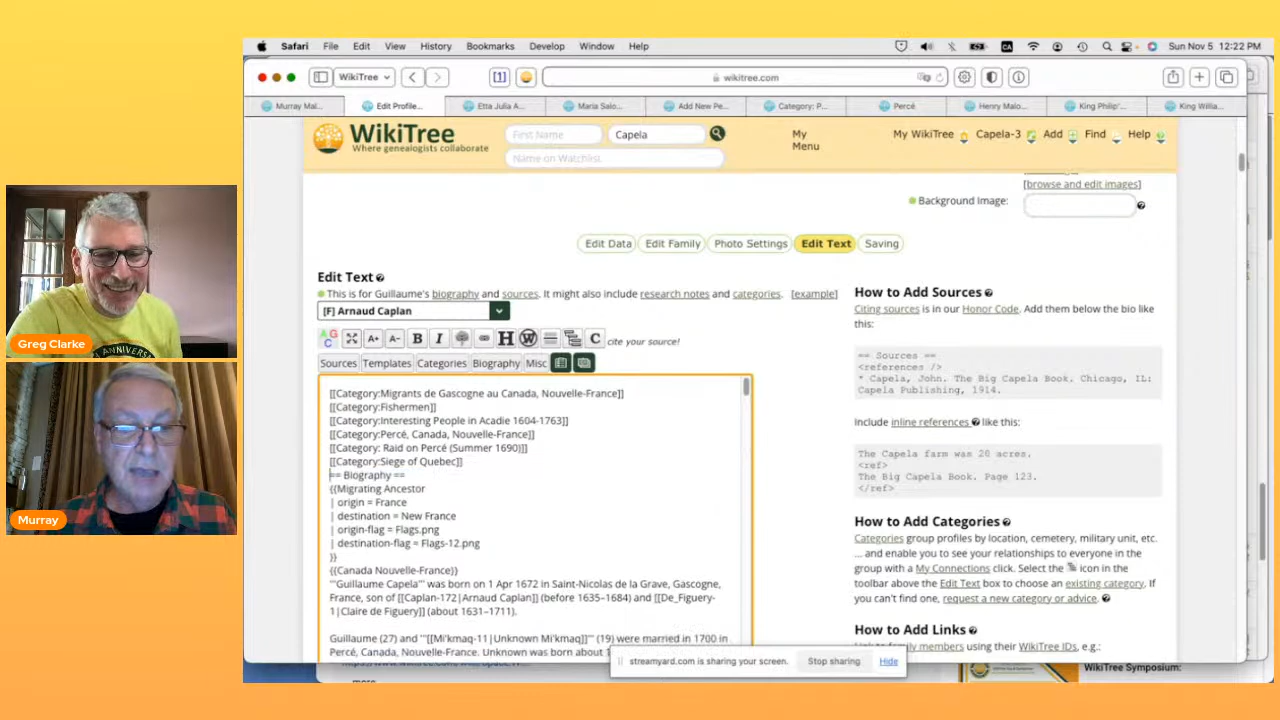 Safari File Edit View History Bookmarks Develop Window Help Sun Nov 5 12:22 PM
WikiTree wikitree.com
Murray Mal... Edit Profile... Etta Julia A... Maria Salo... Add New Pe... Category: P... Percé Henry Malo... King Philip'... King Willia...
WikiTree
Where genealogists collaborate
First Name Capela
Name on Watchlist
My Menu
My WikiTree Capela-3 Add Find Help
[browse and edit images]
Background Image:
Edit Data Edit Family Photo Settings Edit Text Saving
Edit Text
This is for Guillaume's biography and sources. It might also include research notes and categories. [example]
[F] Arnaud Caplan
A G C A+ A- B I H W C cite your source!
Sources Templates Categories Biography Misc
[[Category:Migrants de Gascogne au Canada, Nouvelle-France]]
[[Category:Fishermen]]
[[Category:Interesting People in Acadie 1604-1763]]
[[Category:Percé, Canada, Nouvelle-France]]
[[Category: Raid on Percé (Summer 1690)]]
[[Category:Siege of Quebec]]
== Biography ==
{{Migrating Ancestor
| origin = France
| destination = New France
| origin-flag = Flags.png
| destination-flag = Flags-12.png
}}
{{Canada Nouvelle-France}}
'''Guillaume Capela''' was born on 1 Apr 1672 in Saint-Nicolas de la Grave, Gascogne,
France, son of [[Caplan-172|Arnaud Caplan]] (before 1635–1684) and [[De_Figuery-
1|Claire de Figuery]] (about 1631–1711).
Guillaume (27) and '''[[Mi'kmaq-11|Unknown Mi'kmaq]]''' (19) were married in 1700 in
Percé, Canada, Nouvelle-France. Unknown was born about
How to Add Sources
Citing sources is in our Honor Code. Add them below the bio like
this:
== Sources ==
<references />
* Capela, John. The Big Capela Book. Chicago, IL:
Capela Publishing, 1914.
Include inline references like this:
The Capela farm was 20 acres.
<ref>
The Big Capela Book. Page 123.
</ref>
How to Add Categories
Categories group profiles by location, cemetery, military unit, etc.
... and enable you to see your relationships to everyone in the
group with a My Connections click. Select the icon in the
toolbar above the Edit Text box to choose an existing category. If
you can't find one, request a new category or advice.
How to Add Links
Link to family members using their WikiTree IDs, e.g.:
streamyard.com is sharing your screen. Stop sharing Hide
more
WikiTree Symposium:
Greg Clarke
ANNIVERS
Murray